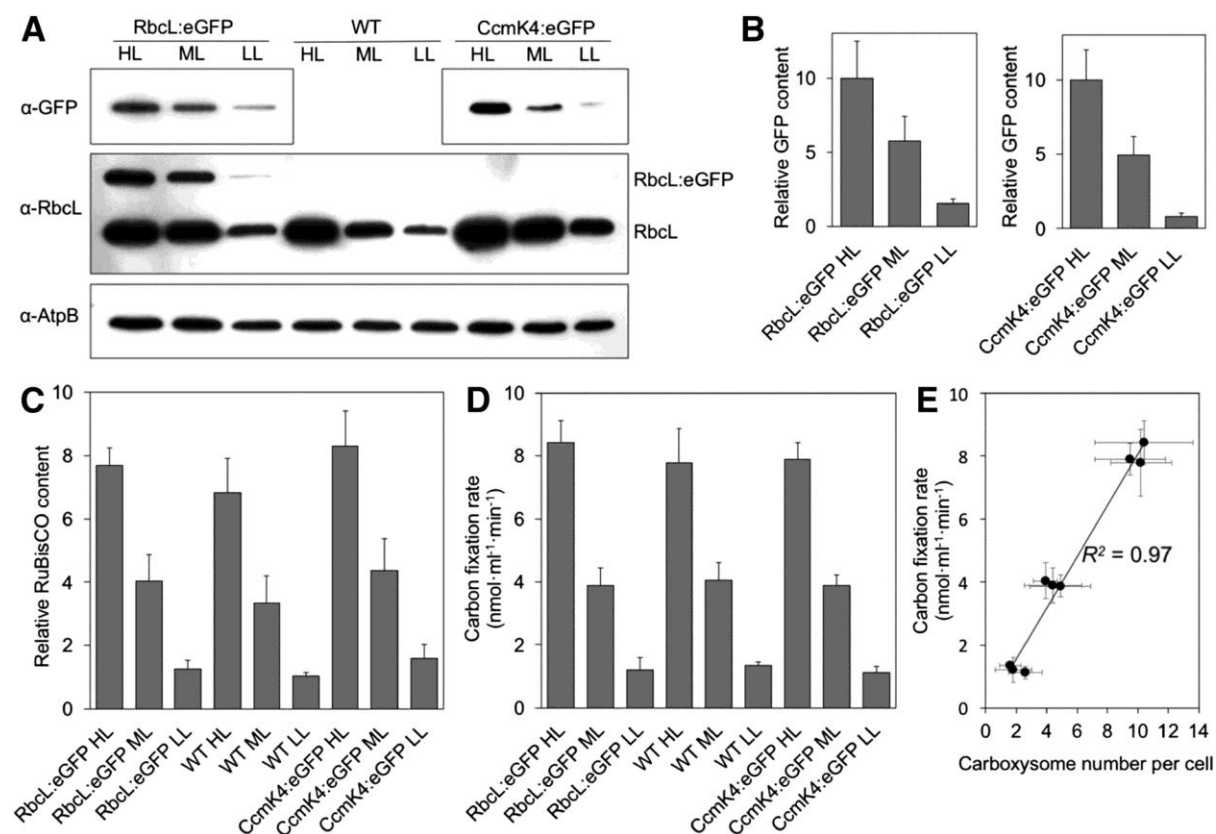 A
RbcL:eGFP WT CcmK4:eGFP
HL ML LL HL ML LL HL ML LL
α-GFP
α-RbcL
RbcL:eGFP
RbcL
α-AtpB
B
Relative GFP content
10
5
0
RbcL:eGFP HL
RbcL:eGFP ML
RbcL:eGFP LL
Relative GFP content
10
5
0
CcmK4:eGFP HL
CcmK4:eGFP ML
CcmK4:eGFP LL
C
Relative RuBisCO content
10
8
6
4
2
0
RbcL:eGFP HL
RbcL:eGFP ML
RbcL:eGFP LL
WT HL
WT ML
WT LL
CcmK4:eGFP HL
CcmK4:eGFP ML
CcmK4:eGFP LL
D
Carbon fixation rate
(nmol·ml⁻¹·min⁻¹)
10
8
6
4
2
0
RbcL:eGFP HL
RbcL:eGFP ML
RbcL:eGFP LL
WT HL
WT ML
WT LL
CcmK4:eGFP HL
CcmK4:eGFP ML
CcmK4:eGFP LL
E
Carbon fixation rate
(nmol·ml⁻¹·min⁻¹)
10
8
6
4
2
0
R² = 0.97
0 2 4 6 8 10 12 14
Carboxysome number per cell